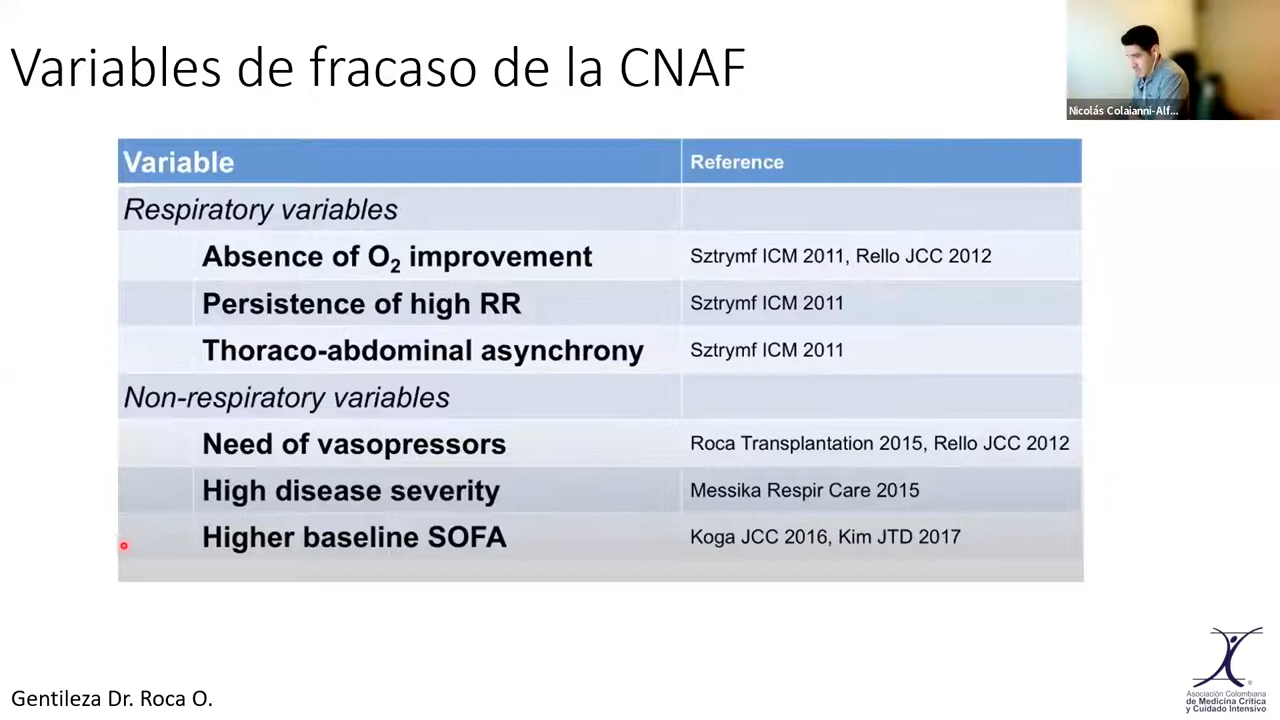 Variables de fracaso de la CNAF
Nicolás Colaianni-Alf...
Variable Reference
Respiratory variables
Absence of O2 improvement Sztrymf ICM 2011, Rello JCC 2012
Persistence of high RR Sztrymf ICM 2011
Thoraco-abdominal asynchrony Sztrymf ICM 2011
Non-respiratory variables
Need of vasopressors Roca Transplantation 2015, Rello JCC 2012
High disease severity Messika Respir Care 2015
Higher baseline SOFA Koga JCC 2016, Kim JTD 2017
Gentileza Dr. Roca O.
Asociación Colombiana
de Medicina Crítica
y Cuidado Intensivo